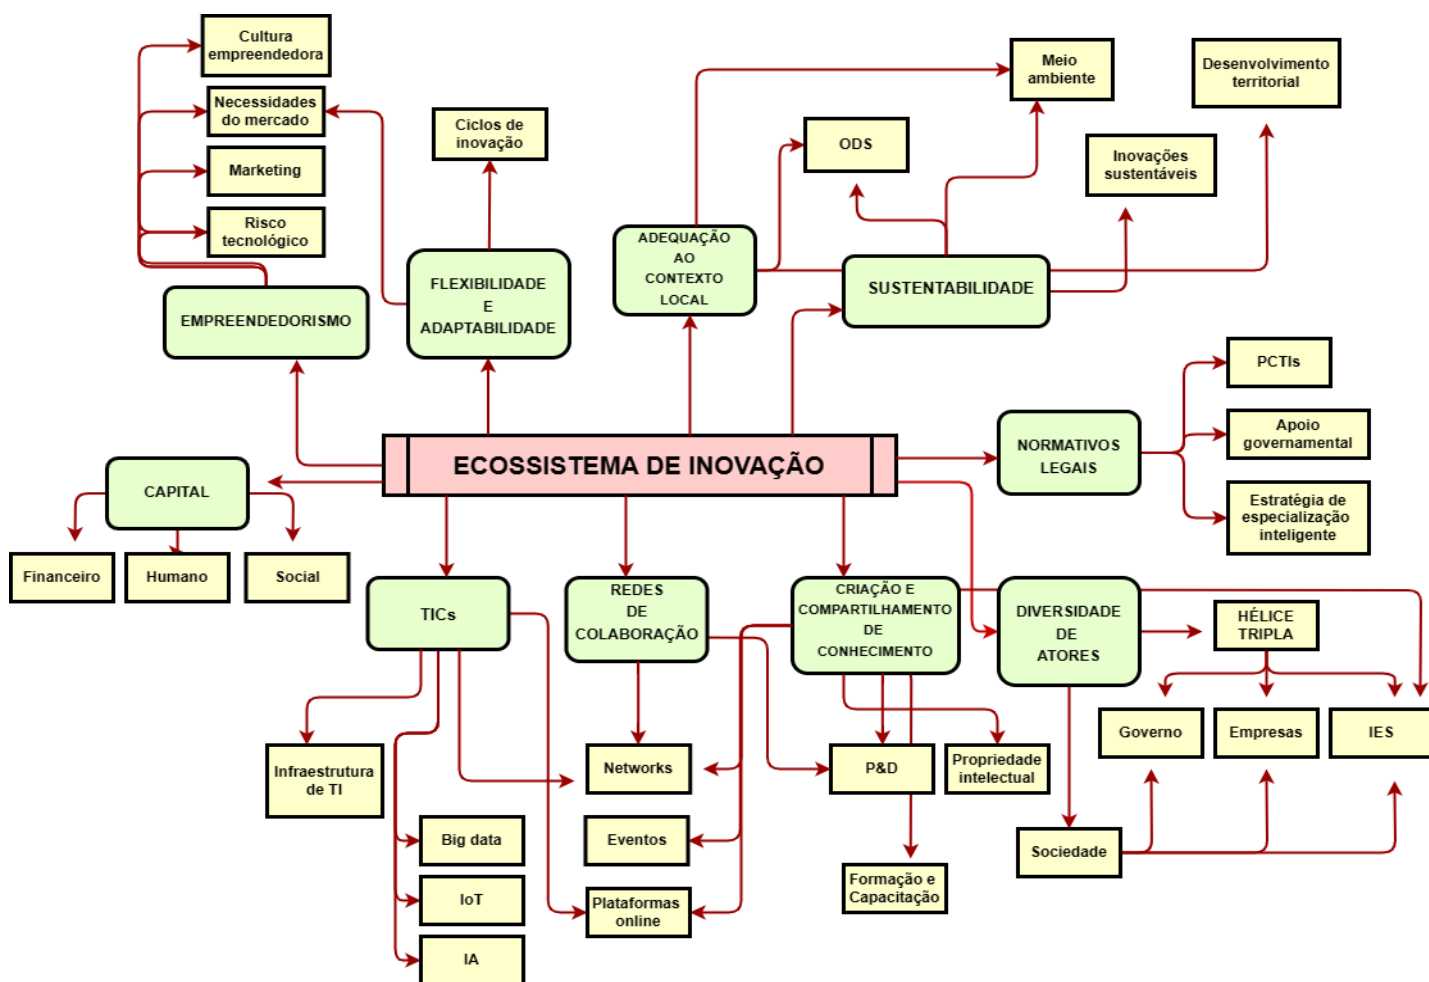 Cultura
empreendedora
Necessidades
do mercado
Marketing
Risco
tecnológico
EMPREENDEDORISMO
Ciclos de
inovação
FLEXIBILIDADE
E
ADAPTABILIDADE
Meio
ambiente
Desenvolvimento
territorial
ODS
Inovações
sustentáveis
ADEQUAÇÃO
AO
CONTEXTO
LOCAL
SUSTENTABILIDADE
PCTIs
Apoio
governamental
Estratégia de
especialização
inteligente
NORMATIVOS
LEGAIS
ECOSSISTEMA DE INOVAÇÃO
CAPITAL
Financeiro
Humano
Social
TICs
REDES
DE
COLABORAÇÃO
CRIAÇÃO E
COMPARTILHAMENTO
DE
CONHECIMENTO
DIVERSIDADE
DE
ATORES
HÉLICE
TRIPLA
Governo
Empresas
IES
Infraestrutura
de TI
Networks
P&D
Propriedade
intelectual
Big data
Eventos
Sociedade
IoT
Plataformas
online
Formação e
Capacitação
IA